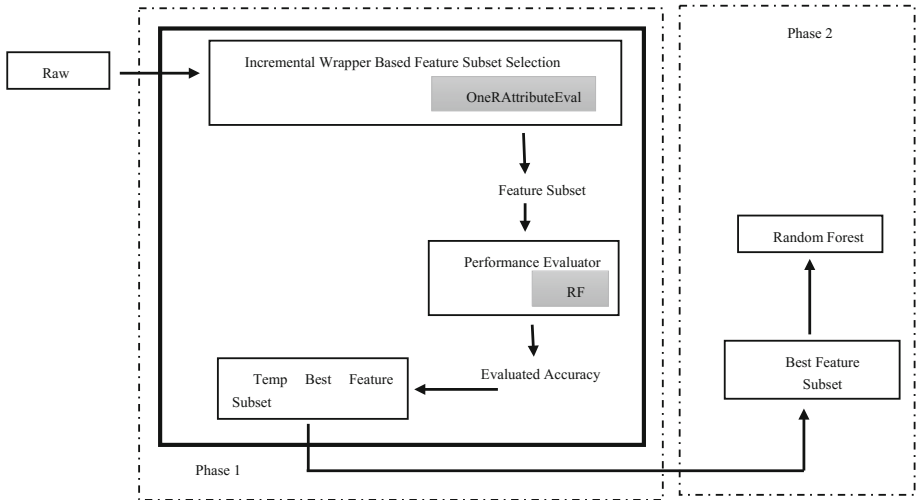 Phase 2
Raw
Incremental Wrapper Based Feature Subset Selection
OneRAttributeEval
Feature Subset
Performance Evaluator
RF
Evaluated Accuracy
Temp Best Feature
Subset
Phase 1
Random Forest
Best Feature
Subset